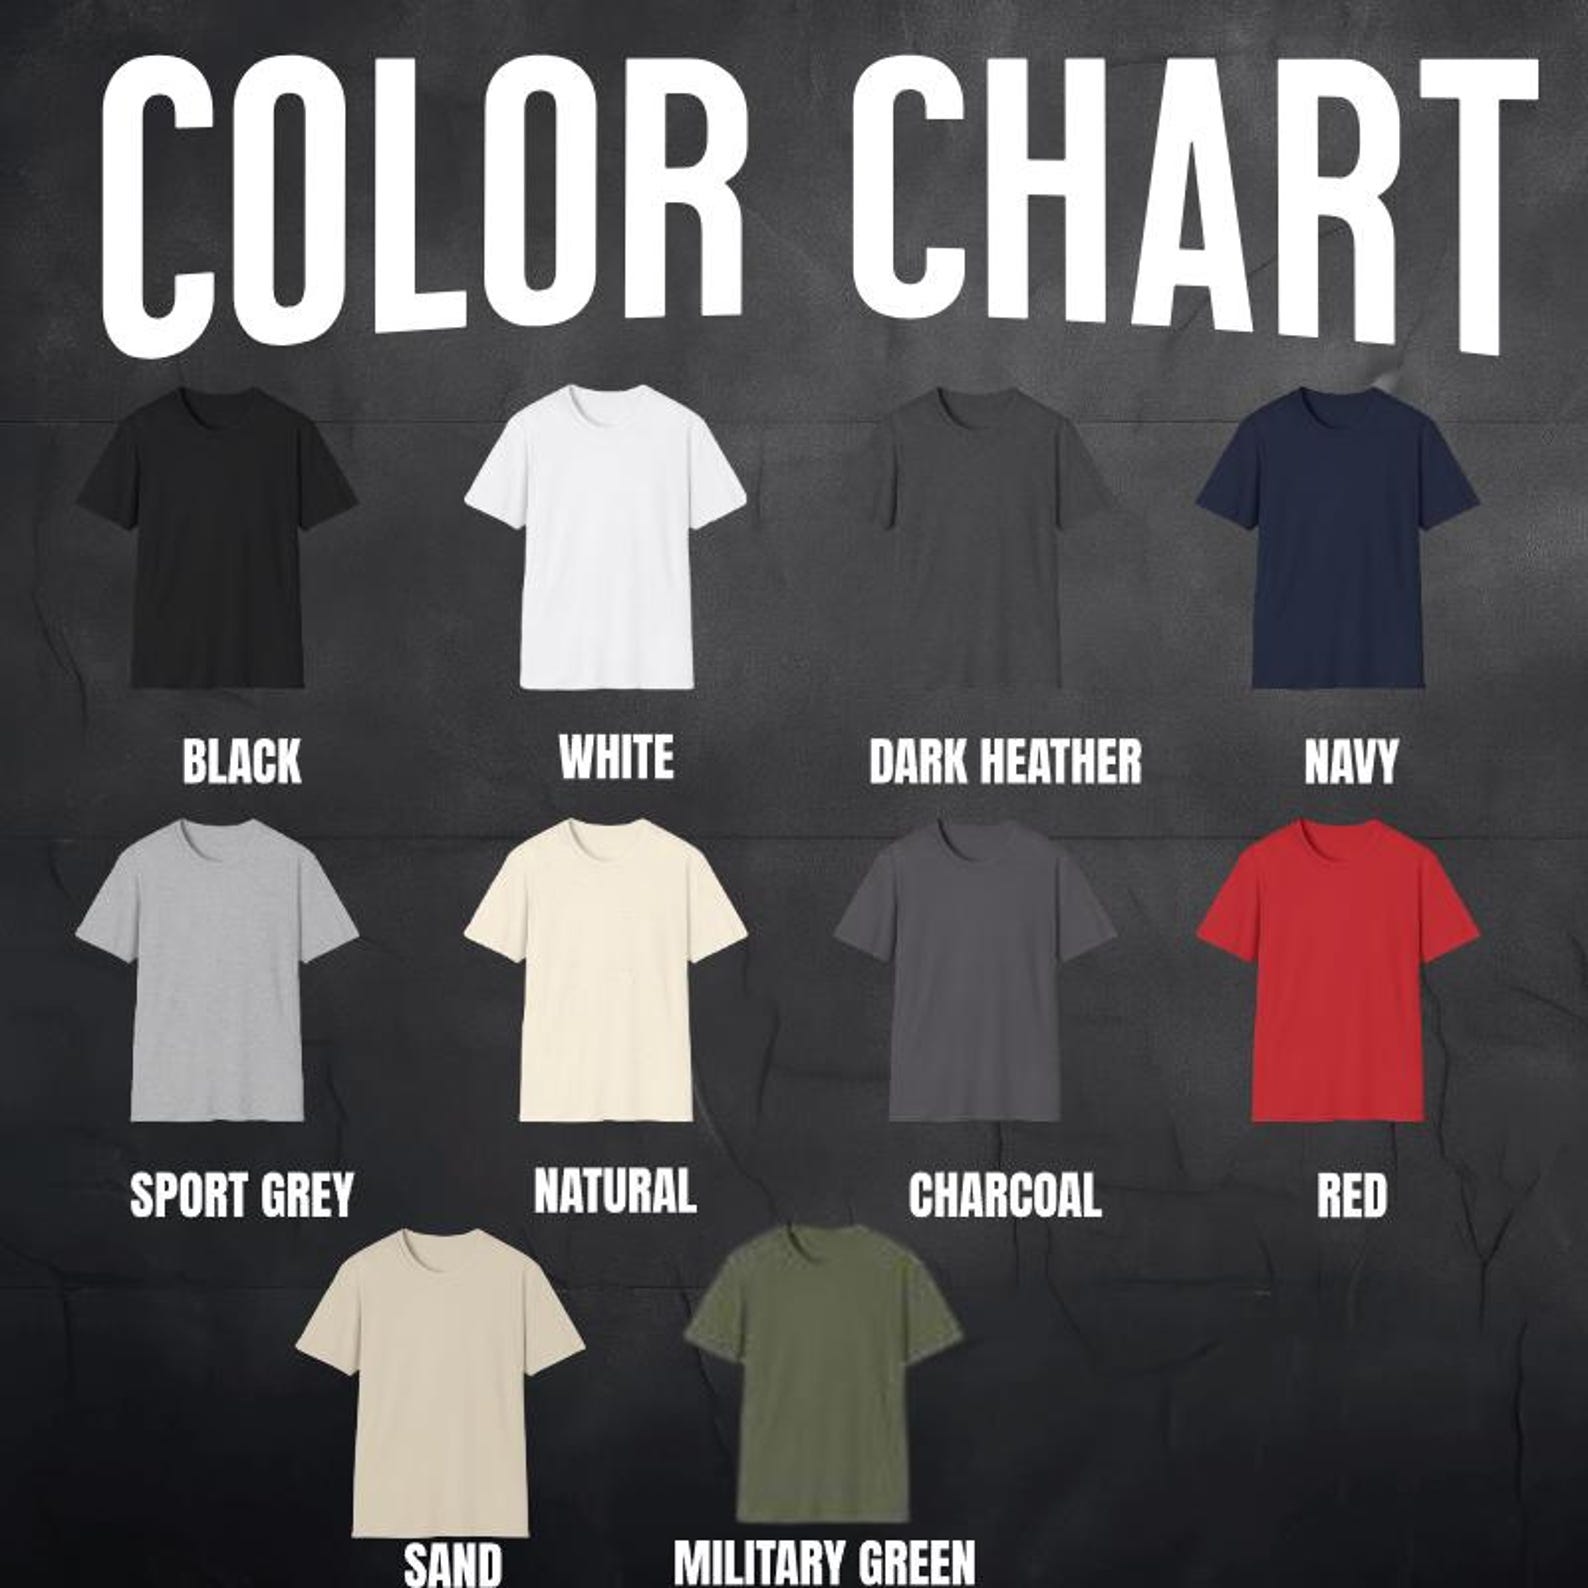 COLOR CHART
BLACK
WHITE
DARK HEATHER
NAVY
SPORT GREY
NATURAL
CHARCOAL
RED
SAND
MILITARY GREEN